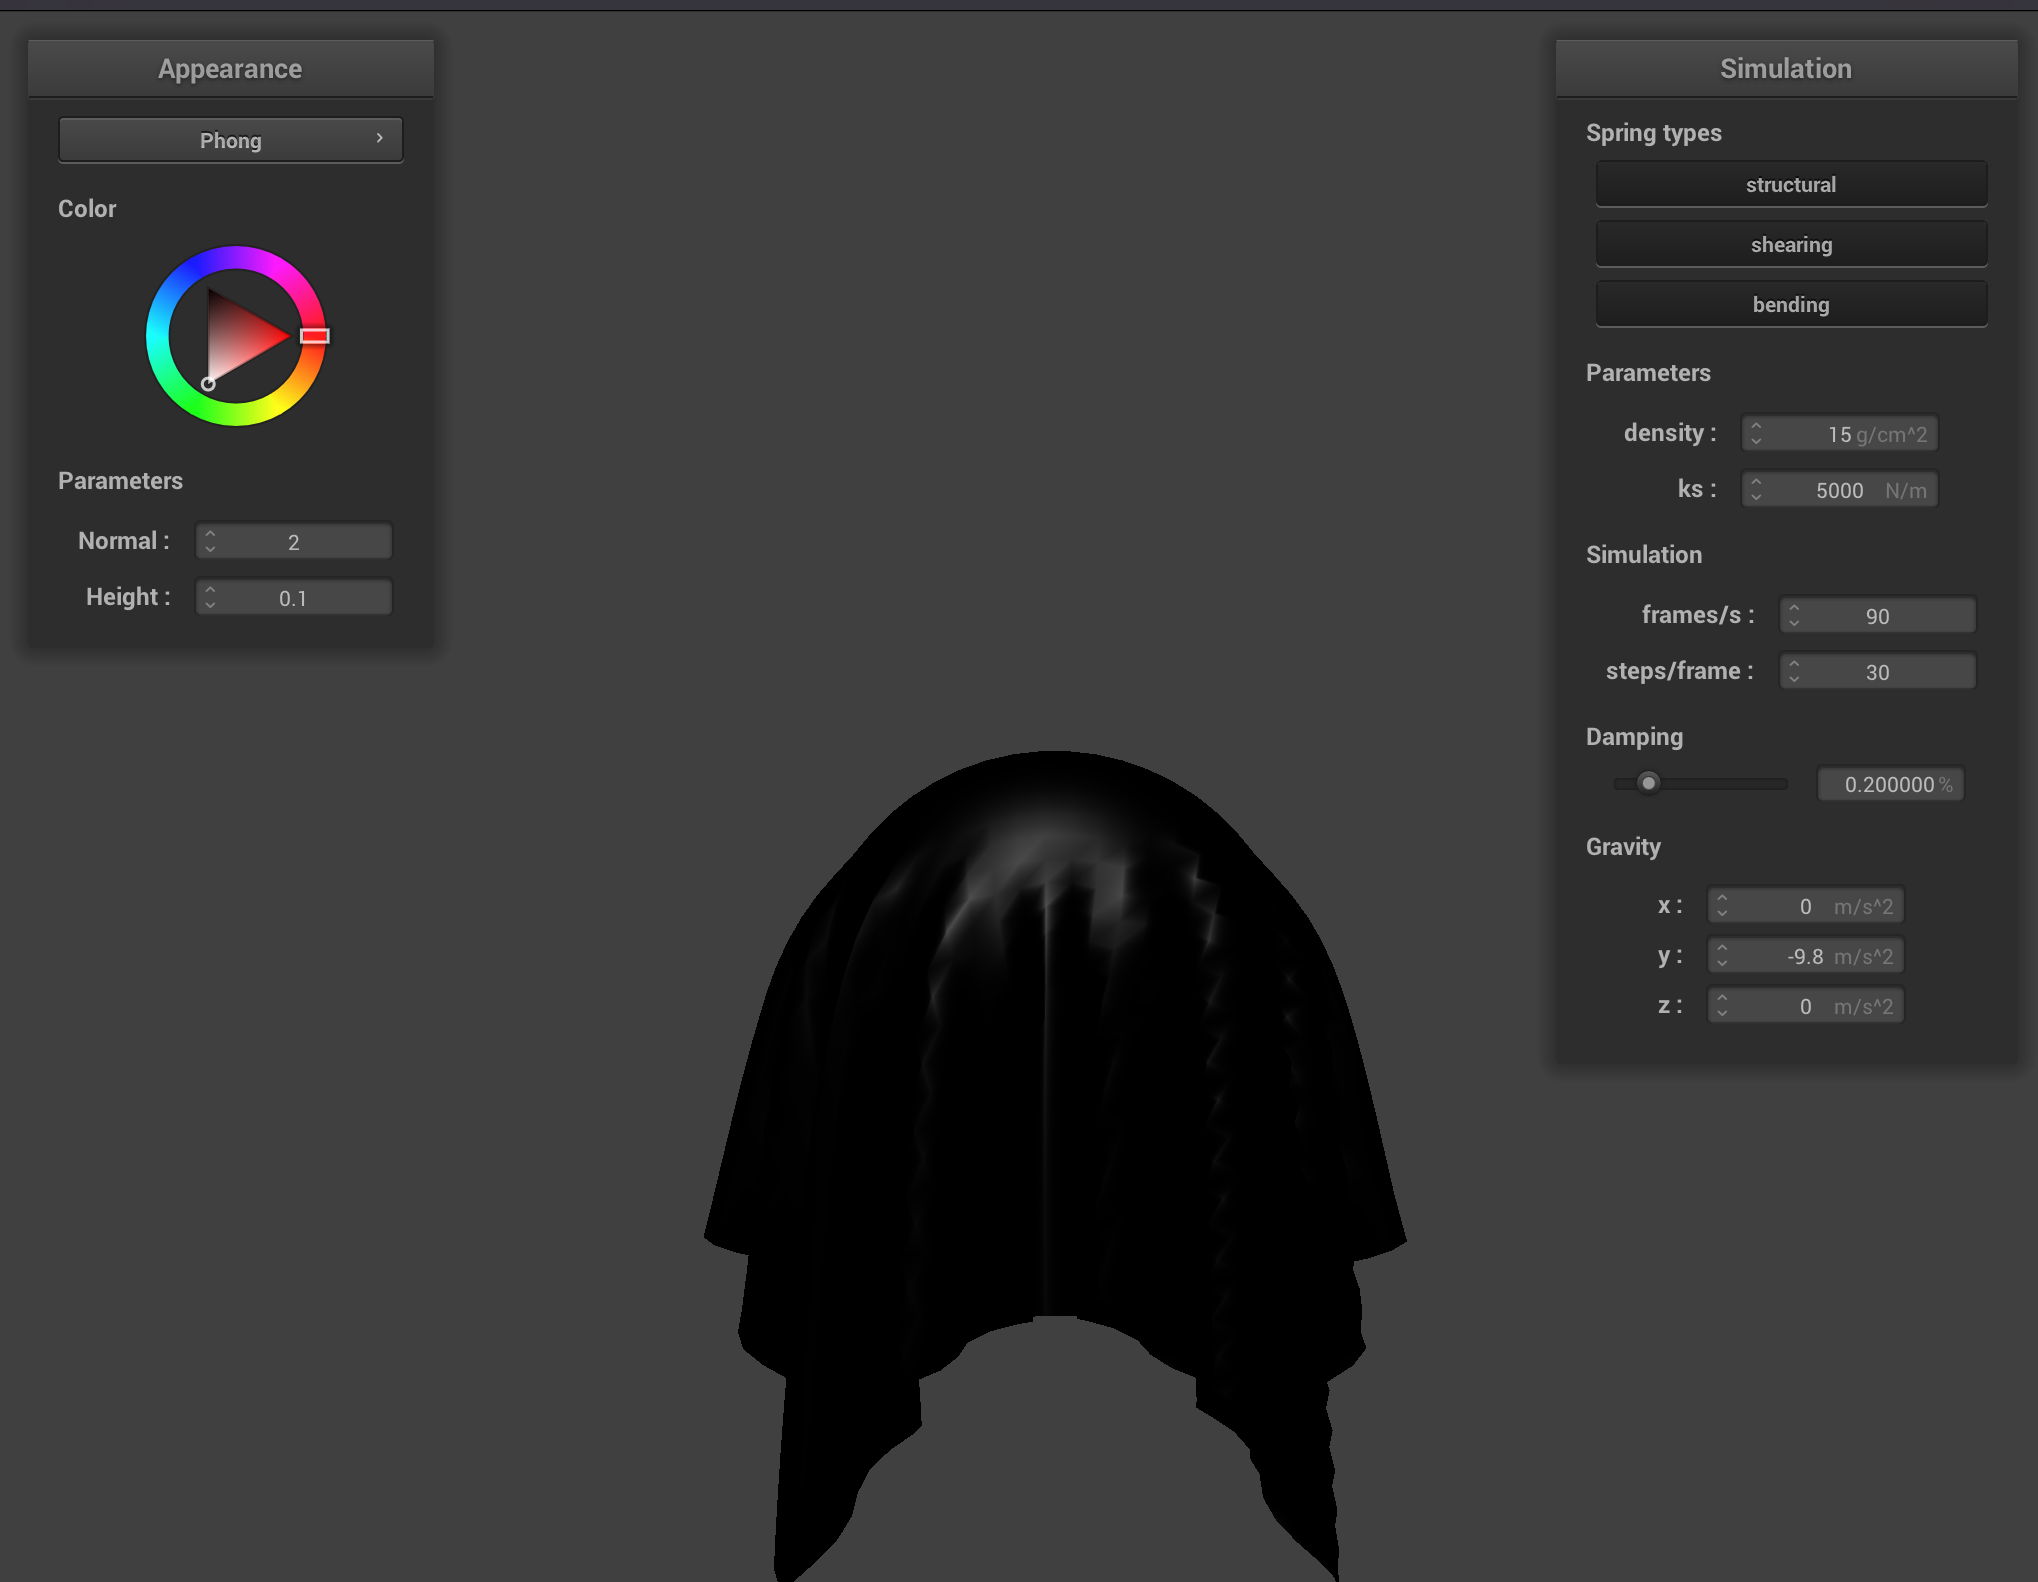 Appearance
Phong
Color
Parameters
Normal : 2
Height : 0.1
Simulation
Spring types
structural
shearing
bending
Parameters
density : 15 g/cm^2
ks : 5000 N/m
Simulation
frames/s : 90
steps/frame : 30
Damping
0.200000 %
Gravity
x : 0 m/s^2
y : -9.8 m/s^2
z : 0 m/s^2